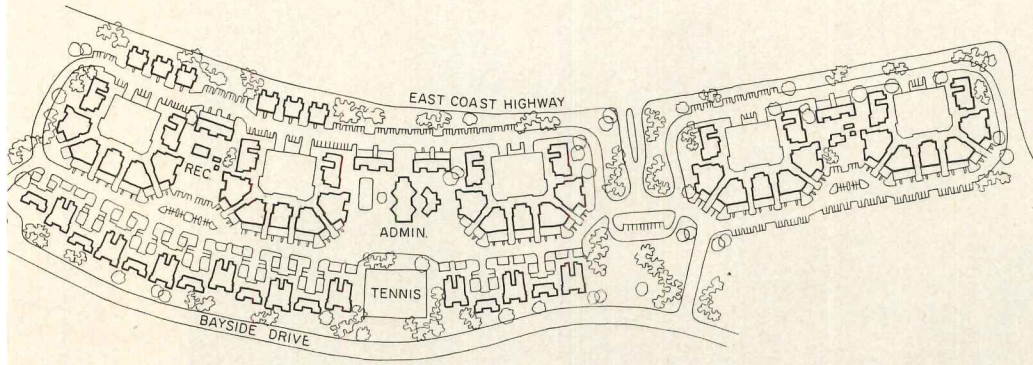 EAST COAST HIGHWAY
REC.
ADMIN.
TENNIS
BAYSIDE DRIVE